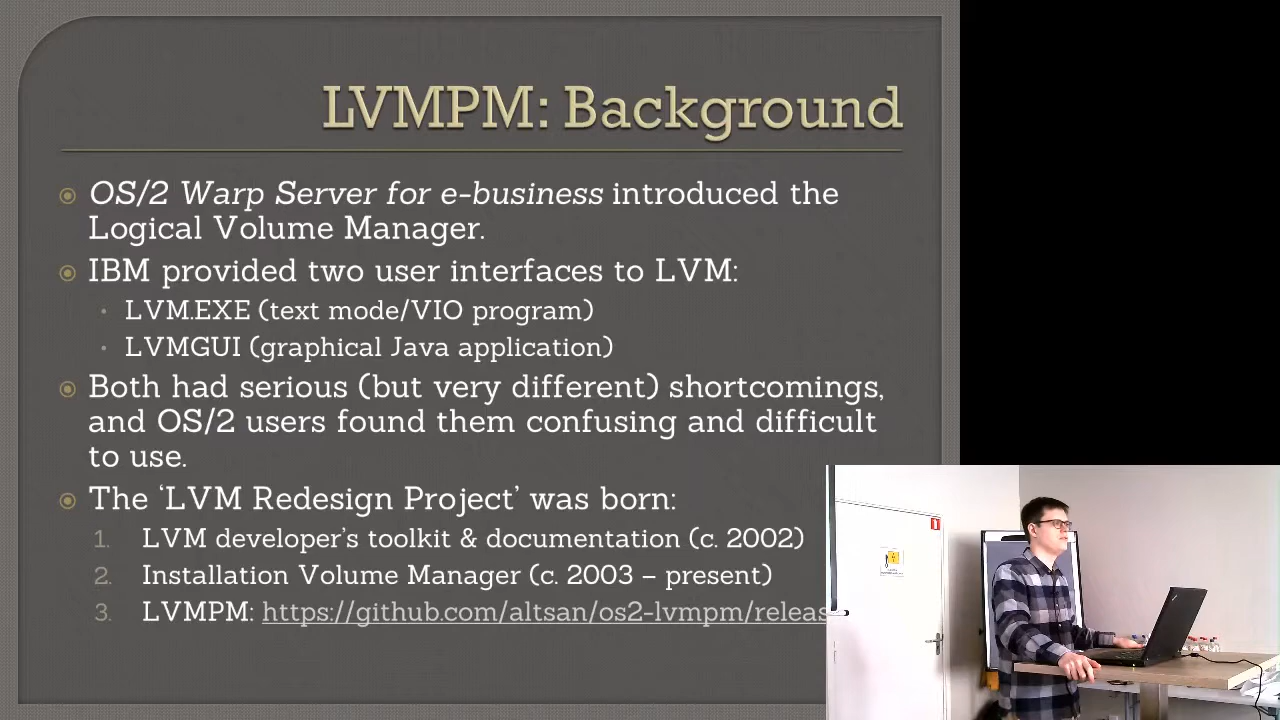 LVMPM: Background
OS/2 Warp Server for e-business introduced the
Logical Volume Manager.
IBM provided two user interfaces to LVM:
LVM.EXE (text mode/VIO program)
LVMGUI (graphical Java application)
Both had serious (but very different) shortcomings,
and OS/2 users found them confusing and difficult
to use.
The ‘LVM Redesign Project’ was born:
1. LVM developer’s toolkit & documentation (c. 2002)
2. Installation Volume Manager (c. 2003 – present)
3. LVMPM: https://github.com/altsan/os2-lvmpm/releas